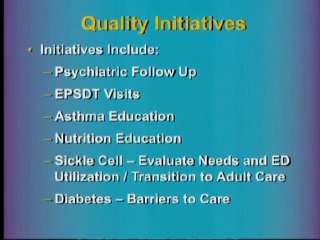 Quality Initiatives
• Initiatives Include:
– Psychiatric Follow Up
– EPSDT Visits
– Asthma Education
– Nutrition Education
– Sickle Cell – Evaluate Needs and ED
Utilization / Transition to Adult Care
– Diabetes – Barriers to Care